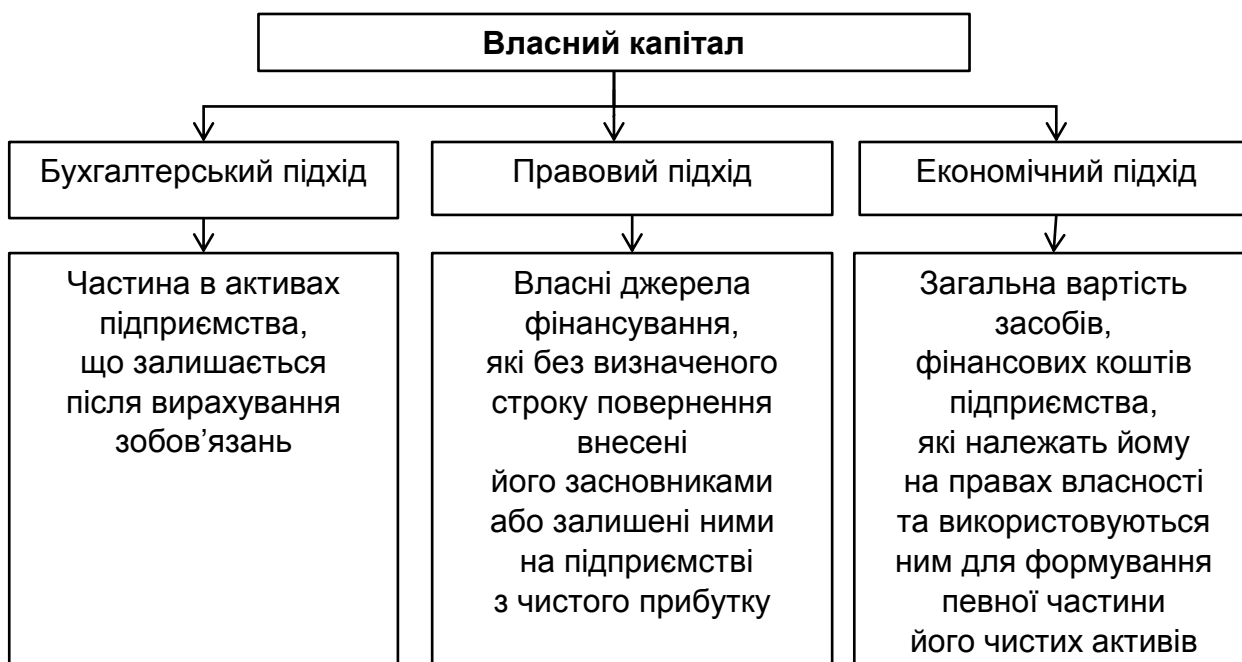 Власний капітал
Бухгалтерський підхід
Правовий підхід
Економічний підхід
Частина в активах
підприємства,
що залишається
після вирахування
зобов’язань
Власні джерела
фінансування,
які без визначеного
строку повернення
внесені
його засновниками
або залишені ними
на підприємстві
з чистого прибутку
Загальна вартість
засобів,
фінансових коштів
підприємства,
які належать йому
на правах власності
та використовуються
ним для формування
певної частини
його чистих активів